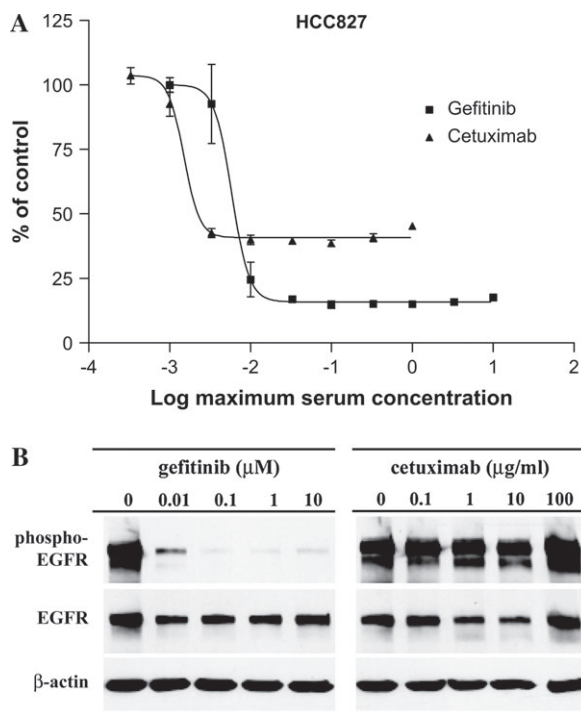 A
HCC827
125
100
75
50
25
0
% of control
Gefitinib
Cetuximab
-4 -3 -2 -1 0 1 2
Log maximum serum concentration
B
gefitinib (μM) cetuximab (μg/ml)
0 0.01 0.1 1 10 0 0.1 1 10 100
phospho-
EGFR
EGFR
β-actin